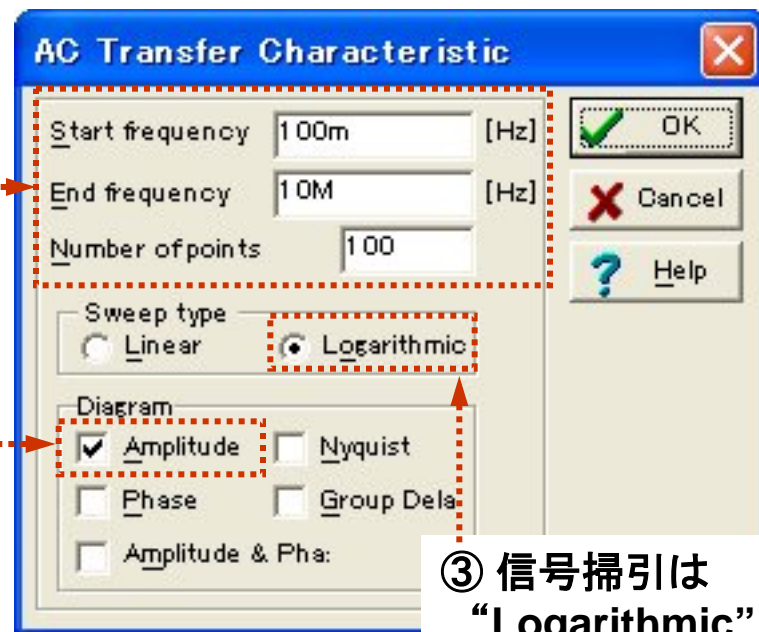 AC Transfer Characteristic
Start frequency 100m [Hz]
OK
End frequency 10M [Hz]
Cancel
Number of points 100
Help
Sweep type
Linear Logarithmic
Diagram
Amplitude Nyquist
Phase Group Dela
Amplitude & Pha:
③ 信号掃引は
“Logarithmic”